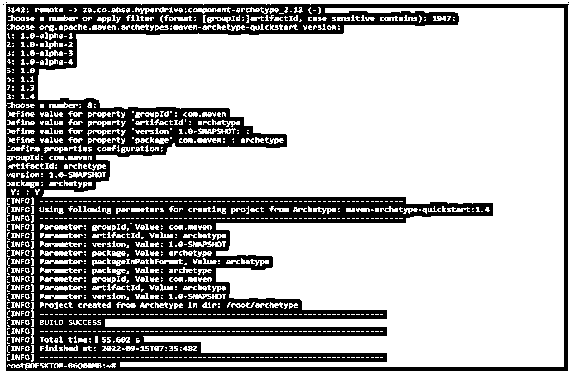 3142: remote -> za.co.absa.hyperdrive:component-archetype_2.12 (-)
Choose a number or apply filter (format: [groupId:]artifactId, case sensitive contains): 1947:
Choose org.apache.maven.archetypes:maven-archetype-quickstart version:
1: 1.0-alpha-1
2: 1.0-alpha-2
3: 1.0-alpha-3
4: 1.0-alpha-4
5: 1.0
6: 1.1
7: 1.3
8: 1.4
Choose a number: 8:
Define value for property 'groupId': com.maven
Define value for property 'artifactId': archetype
Define value for property 'version' 1.0-SNAPSHOT: :
Define value for property 'package' com.maven: : archetype
Confirm properties configuration:
groupId: com.maven
artifactId: archetype
version: 1.0-SNAPSHOT
package: archetype
Y: : Y
[INFO] ----------------------------------------------------------------------------
[INFO] Using following parameters for creating project from Archetype: maven-archetype-quickstart:1.4
[INFO] ----------------------------------------------------------------------------
[INFO] Parameter: groupId, Value: com.maven
[INFO] Parameter: artifactId, Value: archetype
[INFO] Parameter: version, Value: 1.0-SNAPSHOT
[INFO] Parameter: package, Value: archetype
[INFO] Parameter: packageInPathFormat, Value: archetype
[INFO] Parameter: package, Value: archetype
[INFO] Parameter: groupId, Value: com.maven
[INFO] Parameter: artifactId, Value: archetype
[INFO] Parameter: version, Value: 1.0-SNAPSHOT
[INFO] Project created from Archetype in dir: /root/archetype
[INFO] ------------------------------------------------------------------------
[INFO] BUILD SUCCESS
[INFO] ------------------------------------------------------------------------
[INFO] Total time: 55.602 s
[INFO] Finished at: 2022-09-15T07:35:48Z
[INFO] ------------------------------------------------------------------------